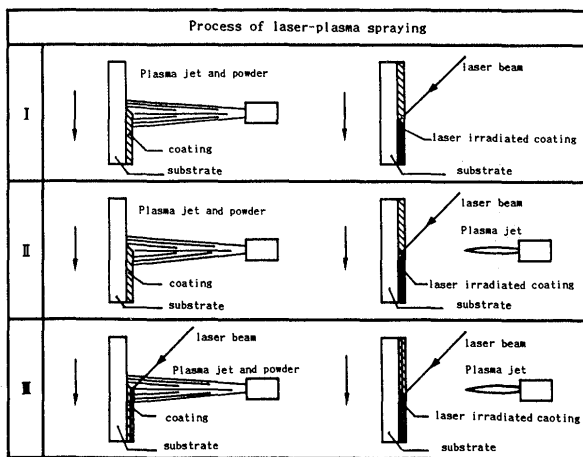 Process of laser-plasma spraying
I
Plasma jet and powder
coating
substrate
laser beam
laser irradiated coating
substrate
II
Plasma jet and powder
coating
substrate
laser beam
Plasma jet
laser irradiated coating
substrate
III
laser beam
Plasma jet and powder
coating
substrate
laser beam
Plasma jet
laser irradiated caoting
substrate